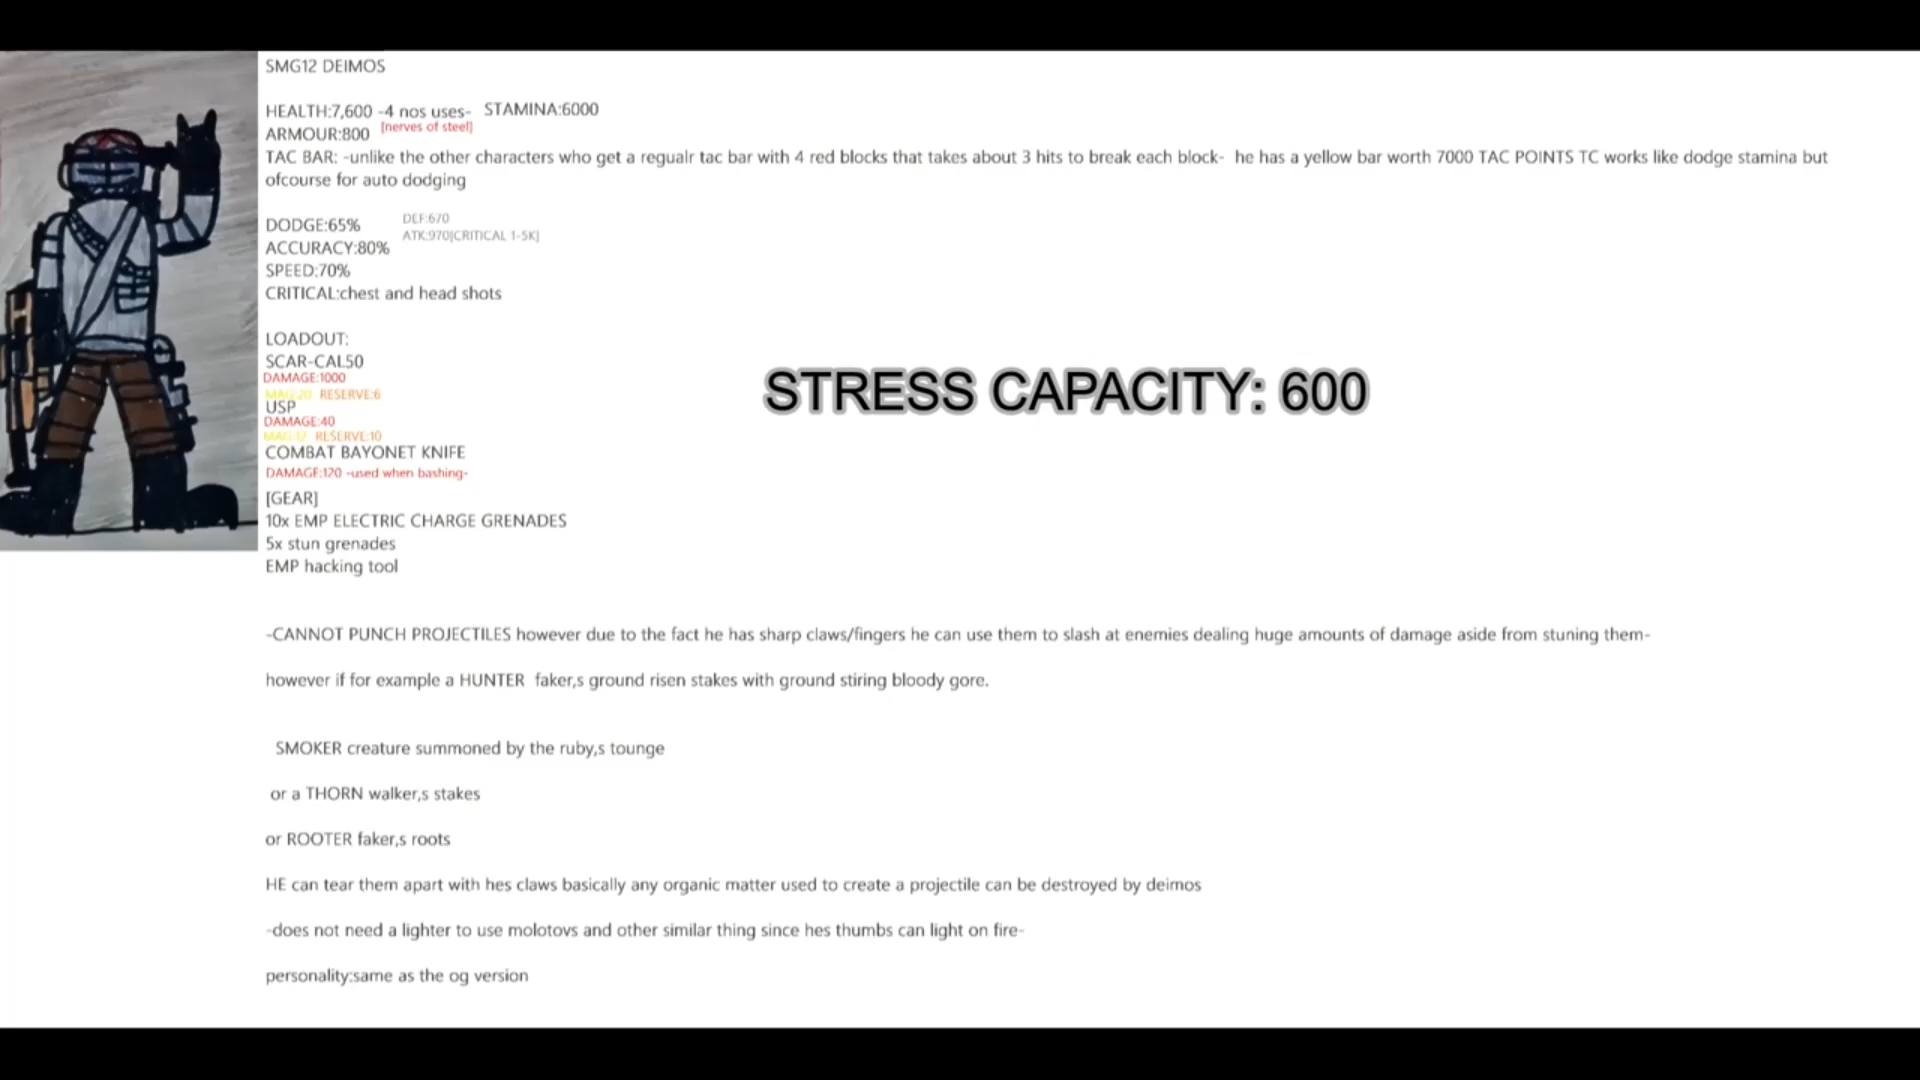 SMG12 DEIMOS
HEALTH:7,600 -4 nos uses- STAMINA:6000
ARMOUR:800 [nerves of steel]
TAC BAR: -unlike the other characters who get a regualr tac bar with 4 red blocks that takes about 3 hits to break each block- he has a yellow bar worth 7000 TAC POINTS TC works like dodge stamina but
ofcourse for auto dodging
DODGE:65% DEF:670
ATK:970[CRITICAL 1-5K]
ACCURACY:80%
SPEED:70%
CRITICAL:chest and head shots
LOADOUT:
SCAR-CAL50
DAMAGE:1000
MAG:20 RESERVE:6
USP
DAMAGE:40
MAG:12 RESERVE:10
COMBAT BAYONET KNIFE
DAMAGE:120 -used when bashing-
[GEAR]
10x EMP ELECTRIC CHARGE GRENADES
5x stun grenades
EMP hacking tool
STRESS CAPACITY: 600
-CANNOT PUNCH PROJECTILES however due to the fact he has sharp claws/fingers he can use them to slash at enemies dealing huge amounts of damage aside from stuning them-
however if for example a HUNTER faker,s ground risen stakes with ground stiring bloody gore.
SMOKER creature summoned by the ruby,s tounge
or a THORN walker,s stakes
or ROOTER faker,s roots
HE can tear them apart with hes claws basically any organic matter used to create a projectile can be destroyed by deimos
-does not need a lighter to use molotovs and other similar thing since hes thumbs can light on fire-
personality:same as the og version